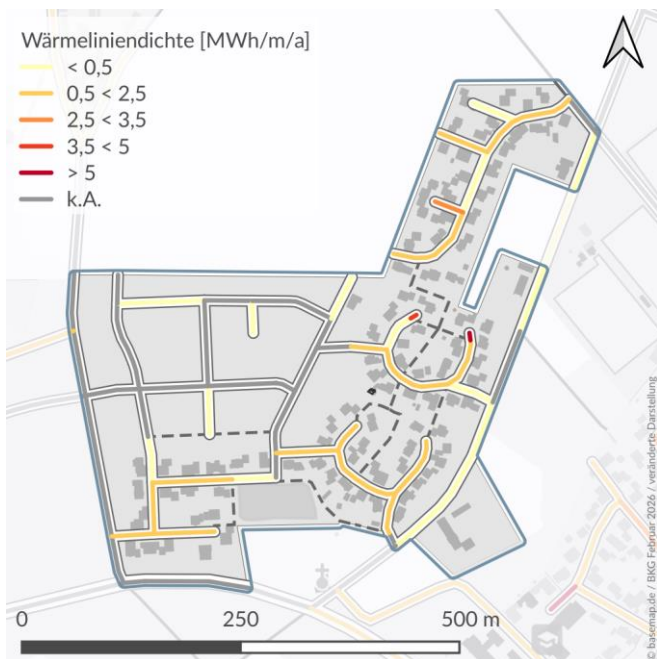 Wärmeliniendichte [MWh/m/a]
< 0,5
0,5 < 2,5
2,5 < 3,5
3,5 < 5
> 5
k.A.
0 250 500 m
© basemap.de / BKG Februar 2026 / veränderte Darstellung